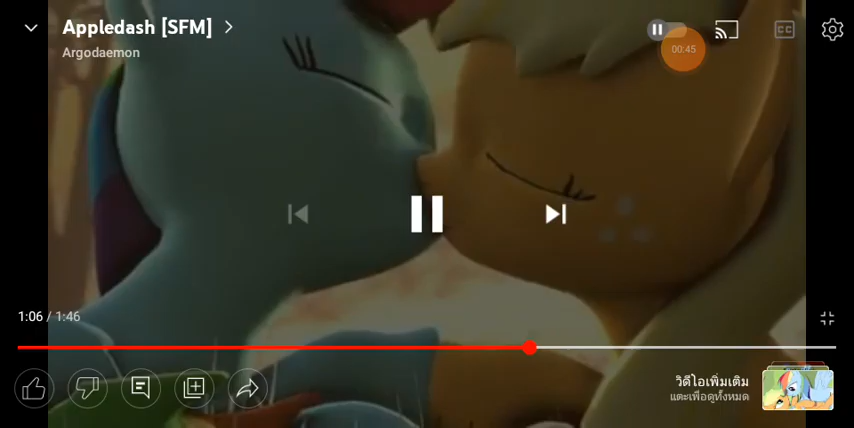 Appledash [SFM]
Argodaemon
CC
00:45
1:06 / 1:46
วิดีโอเพิ่มเติม
แตะเพื่อดูทั้งหมด